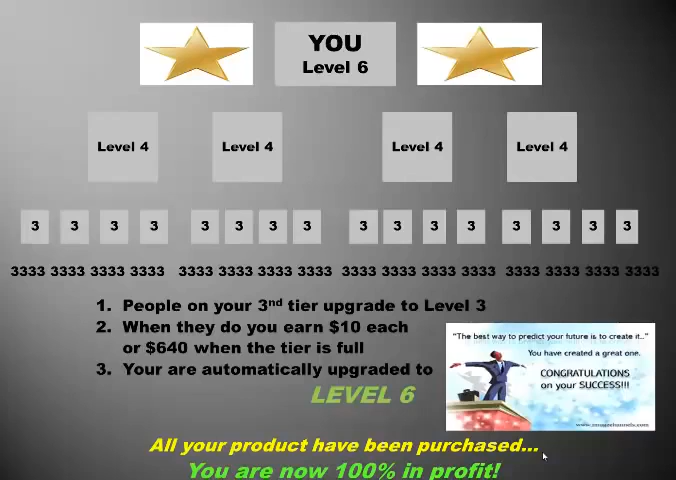 YOU
Level 6
Level 4 Level 4 Level 4 Level 4
3 3 3 3 3 3 3 3 3 3 3 3 3 3 3 3
3333 3333 3333 3333 3333 3333 3333 3333 3333 3333 3333 3333 3333 3333 3333 3333
1. People on your 3nd tier upgrade to Level 3
2. When they do you earn $10 each
or $640 when the tier is full
3. Your are automatically upgraded to
LEVEL 6
"The best way to predict your future is to create it.."
You have created a great one.
CONGRATULATIONS
on your SUCCESS!!!
All your product have been purchased...
You are now 100% in profit!